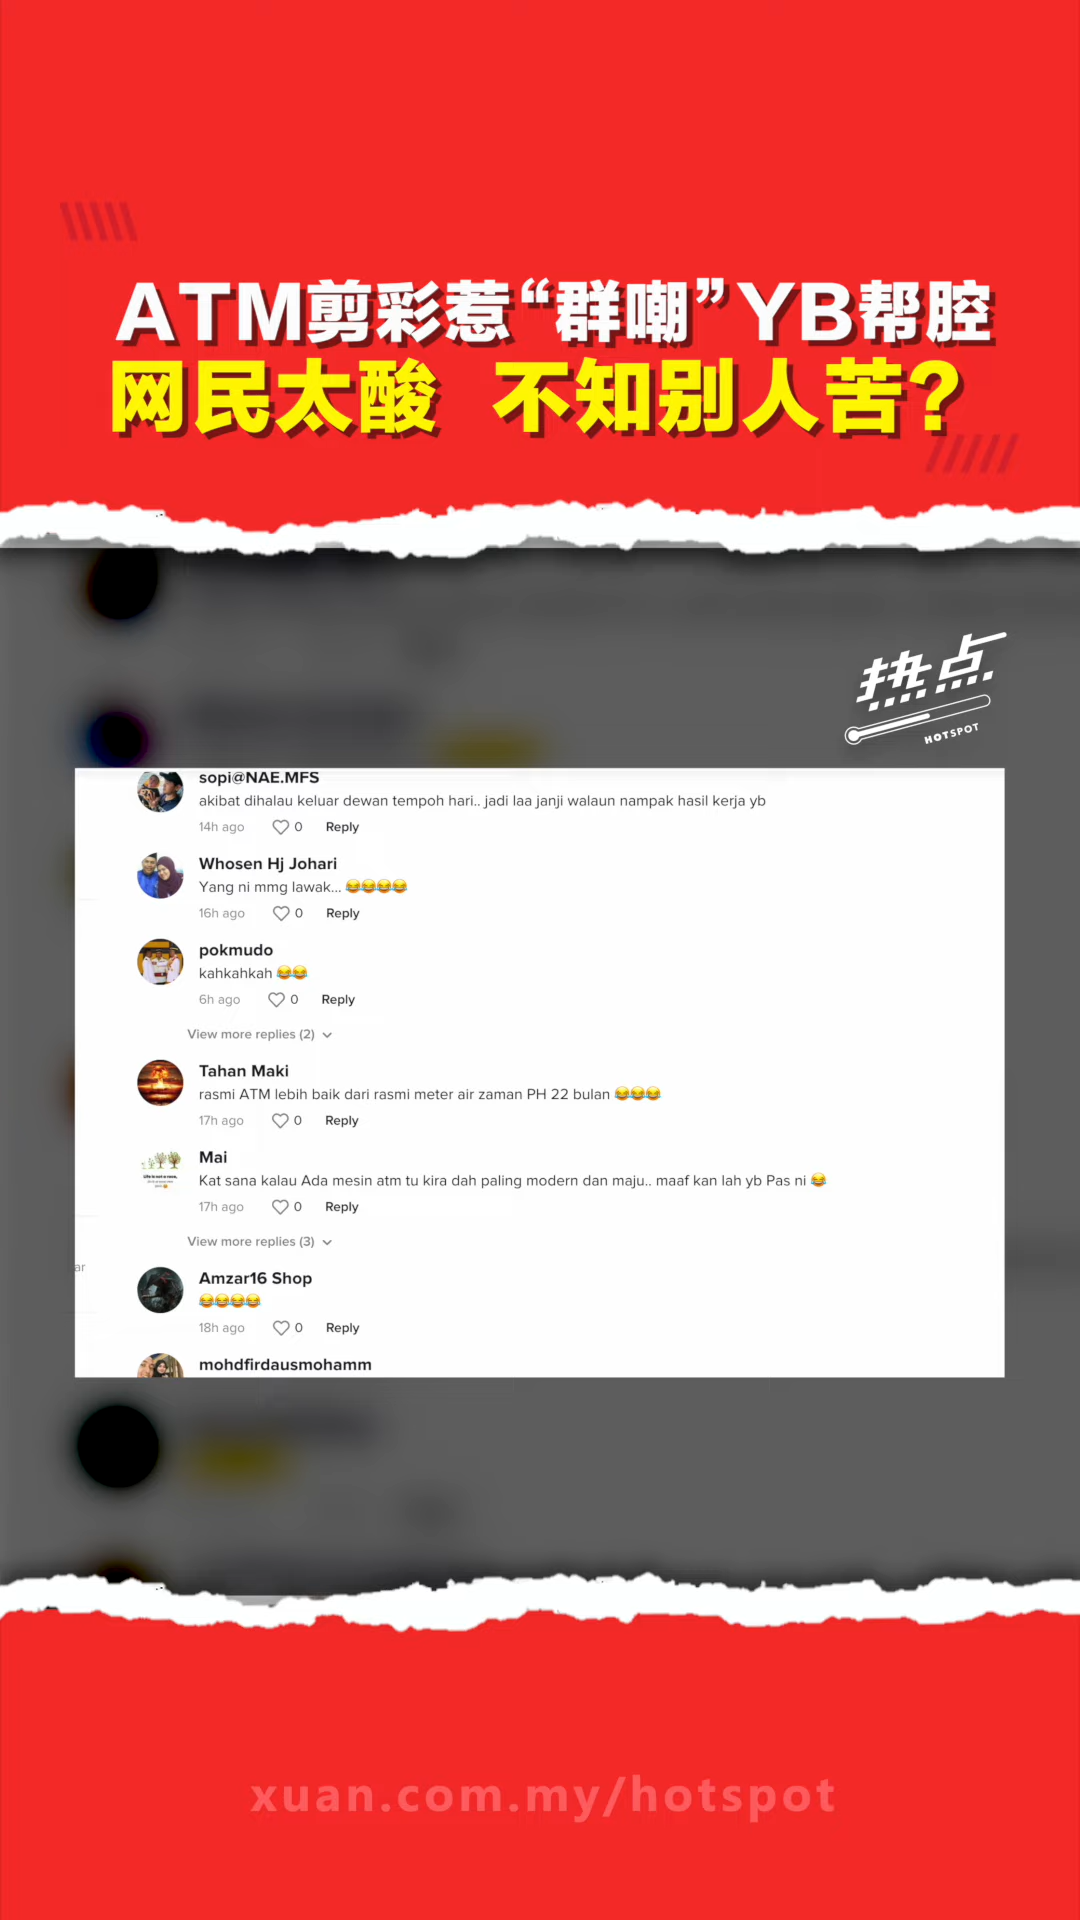 ATM剪彩惹“群嘲”YB帮腔
网民太酸 不知别人苦?
热点
HOTSPOT
sopi@NAE.MFS
akibat dihalau keluar dewan tempoh hari.. jadi laa janji walaun nampak hasil kerja yb
14h ago 0 Reply
Whosen Hj Johari
Yang ni mmg lawak... 😂😂😂😂
16h ago 0 Reply
pokmudo
kahkahkah 😂😂
6h ago 0 Reply
View more replies (2)
Tahan Maki
rasmi ATM lebih baik dari rasmi meter air zaman PH 22 bulan 😂😂😂
17h ago 0 Reply
Mai
Kat sana kalau Ada mesin atm tu kira dah paling modern dan maju.. maaf kan lah yb Pas ni 😂
17h ago 0 Reply
View more replies (3)
ar
Amzar16 Shop
😂😂😂😂
18h ago 0 Reply
mohdfirdausmohamm
xuan.com.my/hotspot